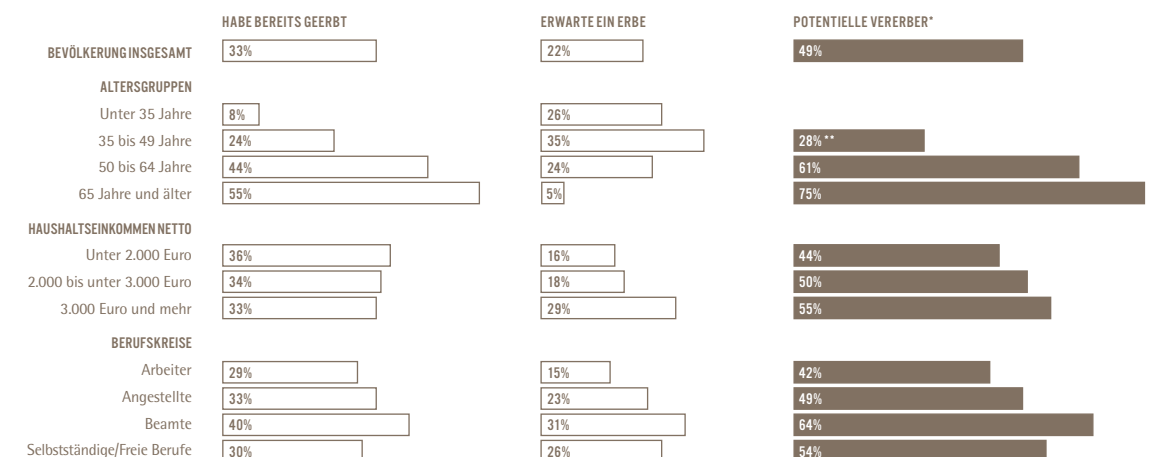 HABE BEREITS GEERBT ERWARTE EIN ERBE POTENTIELLE VERERBER*
BEVÖLKERUNG INSGESAMT 33% 22% 49%
ALTERSGRUPPEN
Unter 35 Jahre 8% 26%
35 bis 49 Jahre 24% 35% 28% **
50 bis 64 Jahre 44% 24% 61%
65 Jahre und älter 55% 5% 75%
HAUSHALTSEINKOMMEN NETTO
Unter 2.000 Euro 36% 16% 44%
2.000 bis unter 3.000 Euro 34% 18% 50%
3.000 Euro und mehr 33% 29% 55%
BERUFSKREISE
Arbeiter 29% 15% 42%
Angestellte 33% 23% 49%
Beamte 40% 31% 64%
Selbstständige/Freie Berufe 30% 26% 54%